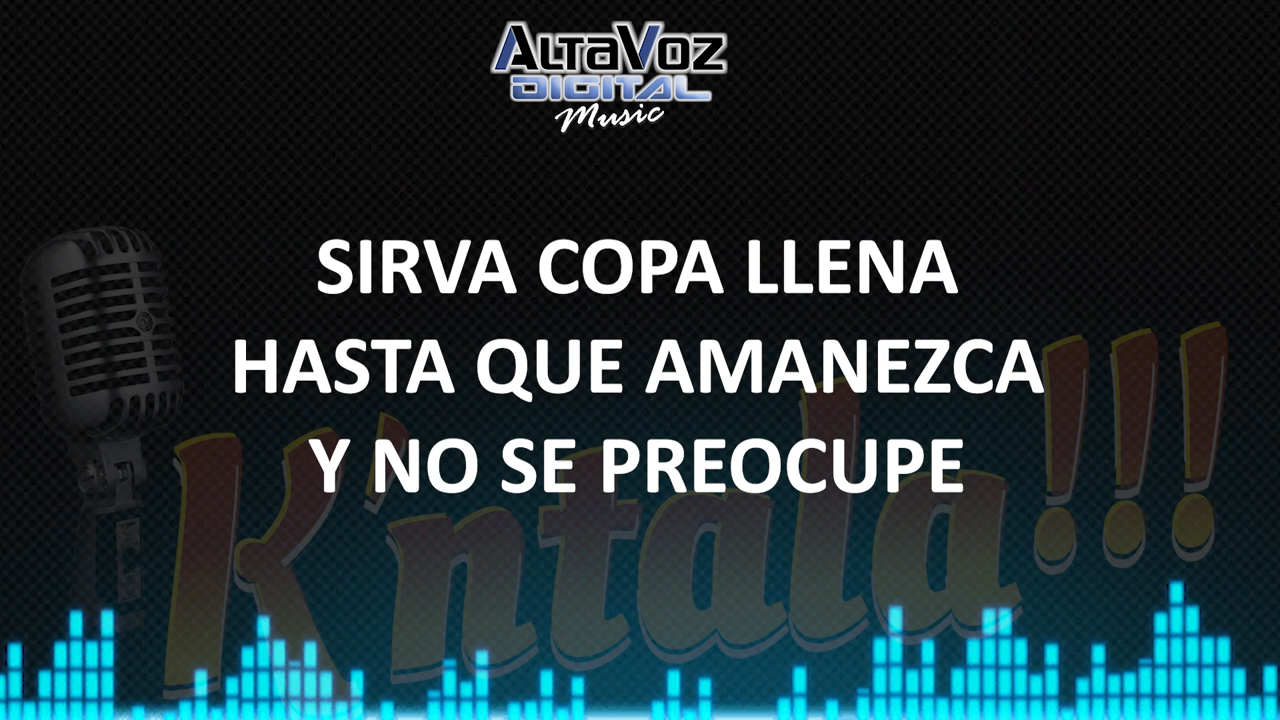 ALTAVOZ
DIGITAL
Music
SIRVA COPA LLENA
HASTA QUE AMANEZCA
Y NO SE PREOCUPE
K'ntala!!!